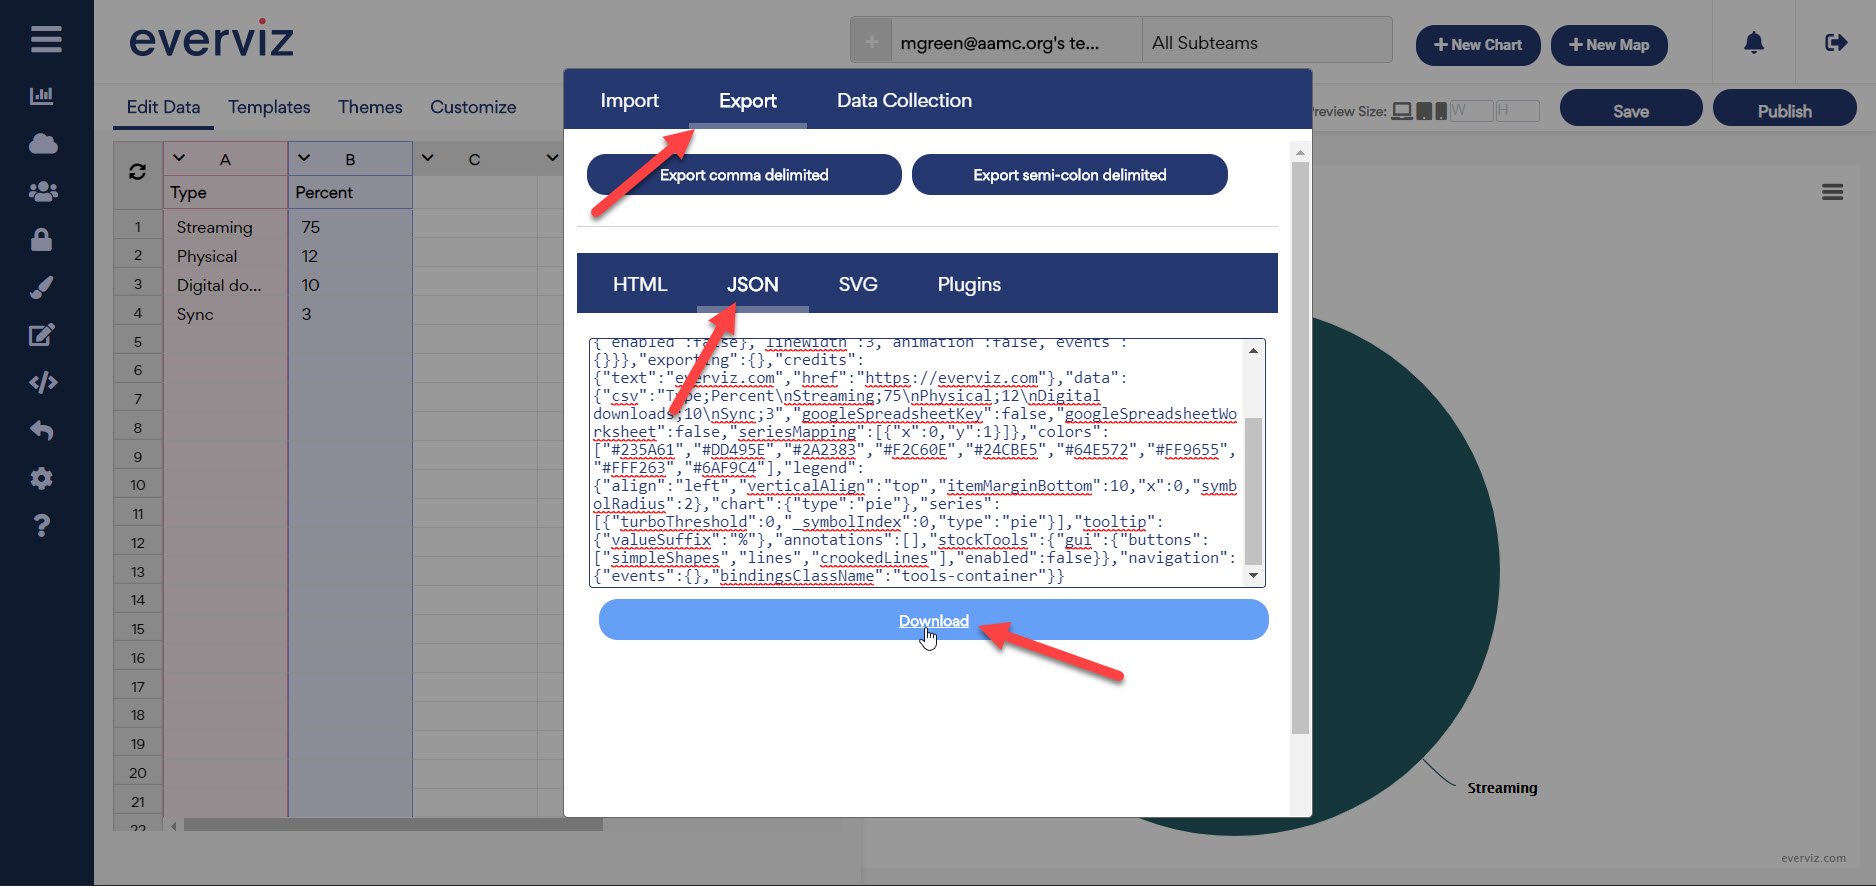 everviz
mgreen@aamc.org's te...
All Subteams
New Chart
New Map
Edit Data
Templates
Themes
Customize
Preview Size:
W
H
Save
Publish
Import
Export
Data Collection
Export comma delimited
Export semi-colon delimited
A
B
C
Type
Percent
1
Streaming
75
2
Physical
12
3
Digital do...
10
4
Sync
3
5
6
7
8
9
10
11
12
13
14
15
16
17
18
19
20
21
22
HTML
JSON
SVG
Plugins
{"enabled":false},"lineWidth":3,"animation":false,"events":
{}}},"exporting":{},"credits":
{"text":"everviz.com","href":"https://everviz.com"},"data":
{"csv":"Type;Percent\nStreaming;75\nPhysical;12\nDigital
downloads;10\nSync;3","googleSpreadsheetKey":false,"googleSpreadsheetWo
rksheet":false,"seriesMapping":[{"x":0,"y":1}]},"colors":
["#235A61","#DD495E","#2A2383","#F2C60E","#24CBE5","#64E572","#FF9655",
"#FFF263","#6AF9C4"],"legend":
{"align":"left","verticalAlign":"top","itemMarginBottom":10,"x":0,"symb
olRadius":2},"chart":{"type":"pie"},"series":
[{"turboThreshold":0,"_symbolIndex":0,"type":"pie"}],"tooltip":
{"valueSuffix":"%"},"annotations":[],"stockTools":{"gui":{"buttons":
["simpleShapes","lines","crookedLines"],"enabled":false}},"navigation":
{"events":{},"bindingsClassName":"tools-container"}}
Download
Streaming
everviz.com